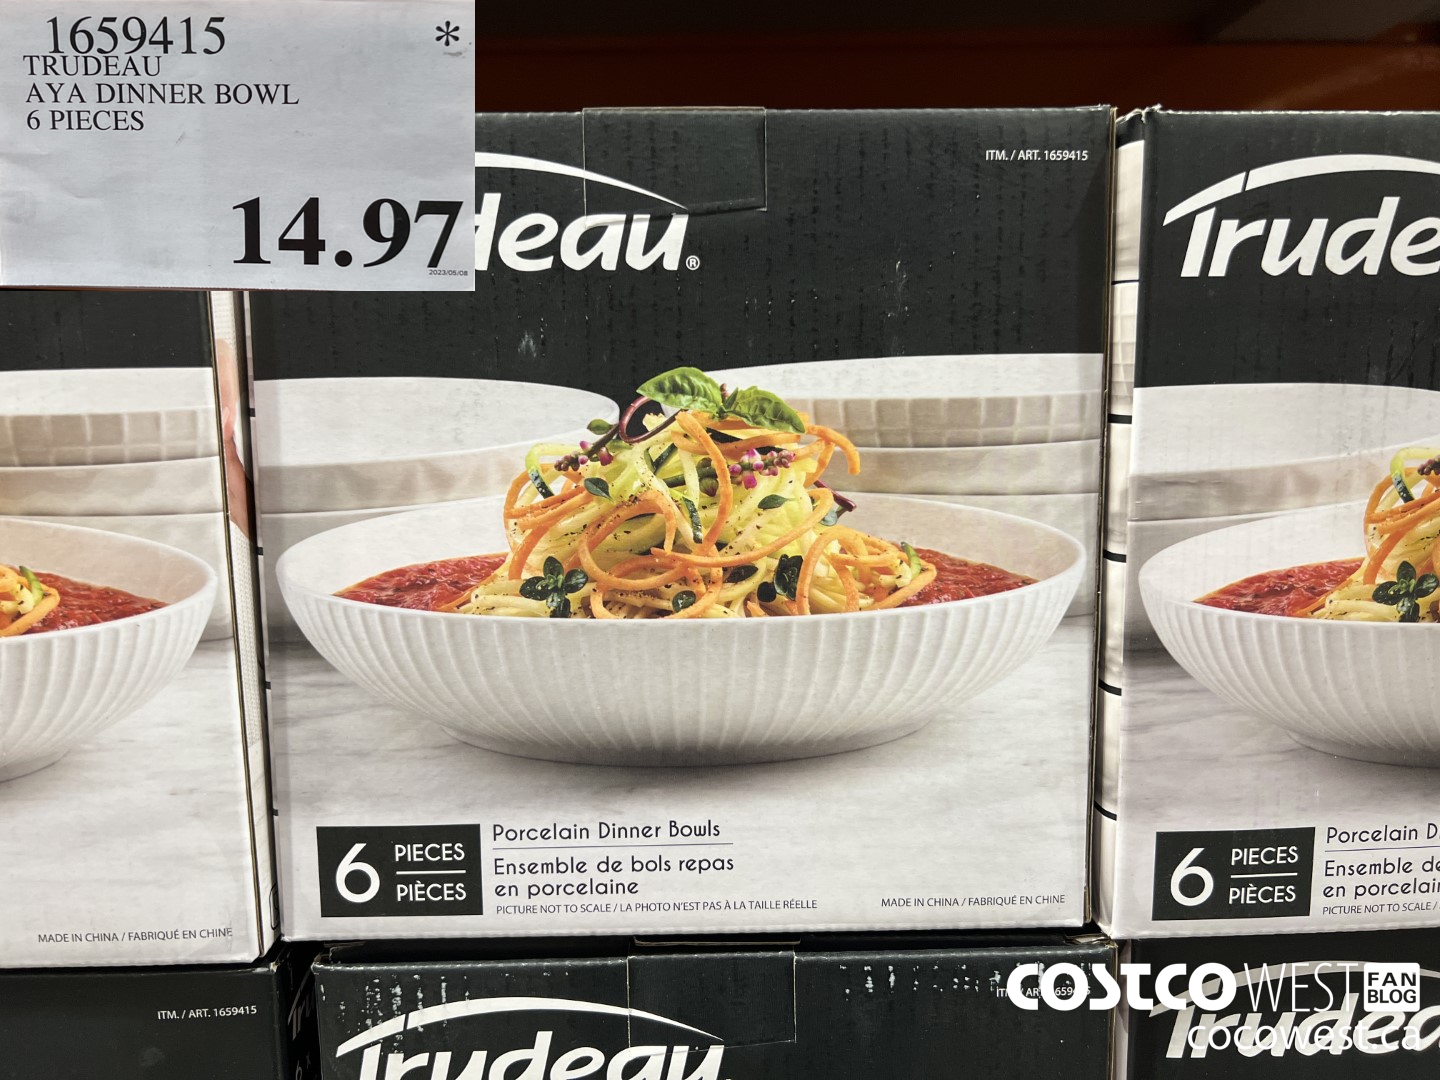 1659415 *
TRUDEAU
AYA DINNER BOWL
6 PIECES
14.97
2023/05/08
deau®
ITM. / ART. 1659415
Trude
6 PIECES
PIÈCES
Porcelain Dinner Bowls
Ensemble de bols repas
en porcelaine
PICTURE NOT TO SCALE / LA PHOTO N'EST PAS À LA TAILLE RÉELLE
MADE IN CHINA / FABRIQUÉ EN CHINE
6 PIECES
PIÈCES
Porcelain D
Ensemble de
en porcelain
PICTURE NOT TO SCALE /
MADE IN CHINA / FABRIQUÉ EN CHINE
ITM. / ART. 1659415
Trudeau
Trudea
COSTCO WEST FAN BLOG
cocowest.ca